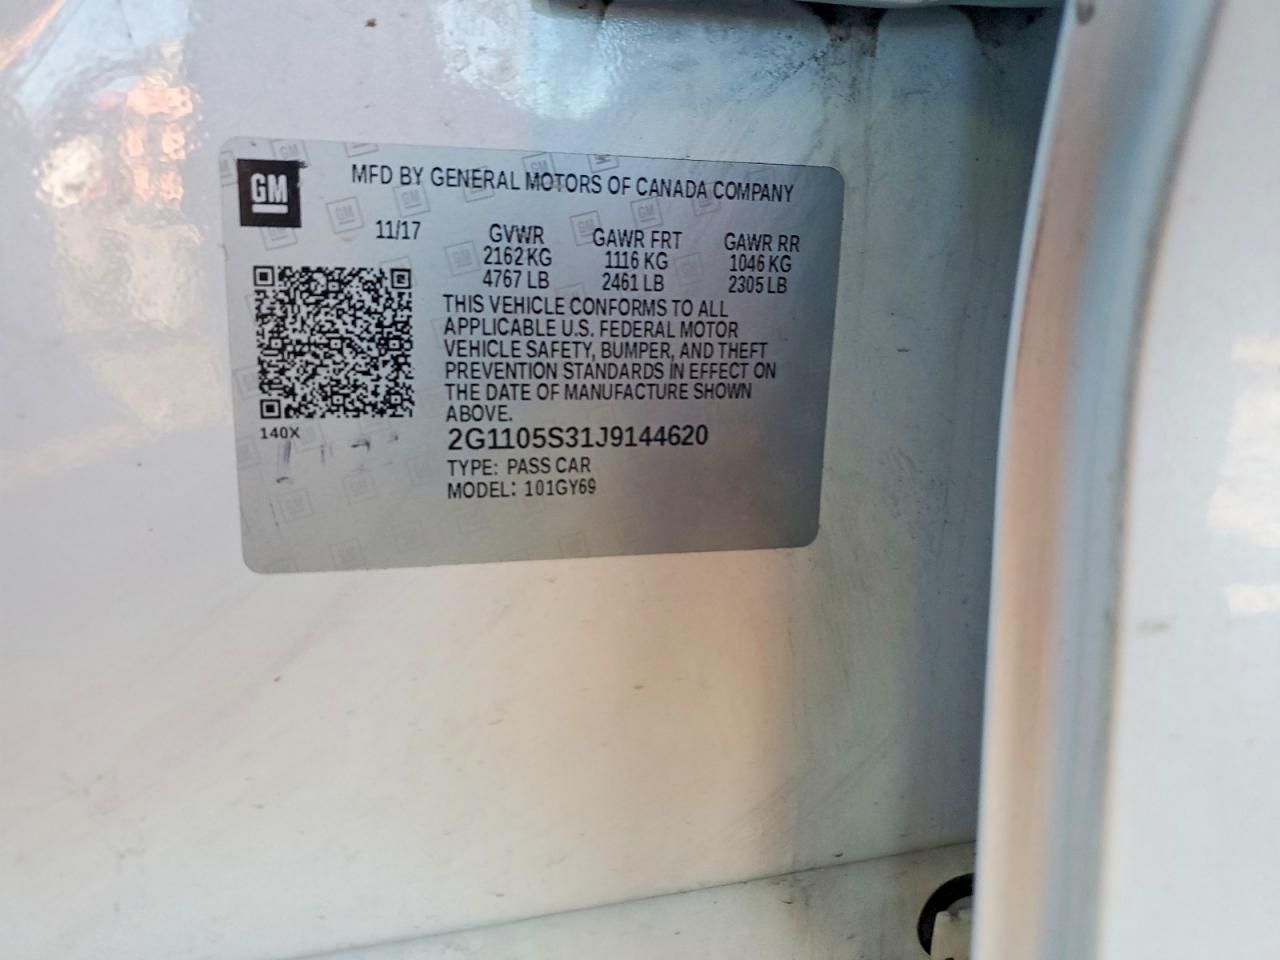 GM
MFD BY GENERAL MOTORS OF CANADA COMPANY
11/17 GVWR GAWR FRT GAWR RR
2162 KG 1116 KG 1046 KG
4767 LB 2461 LB 2305 LB
THIS VEHICLE CONFORMS TO ALL
APPLICABLE U.S. FEDERAL MOTOR
VEHICLE SAFETY, BUMPER, AND THEFT
PREVENTION STANDARDS IN EFFECT ON
THE DATE OF MANUFACTURE SHOWN
ABOVE.
140X
2G1105S31J9144620
TYPE: PASS CAR
MODEL: 101GY69